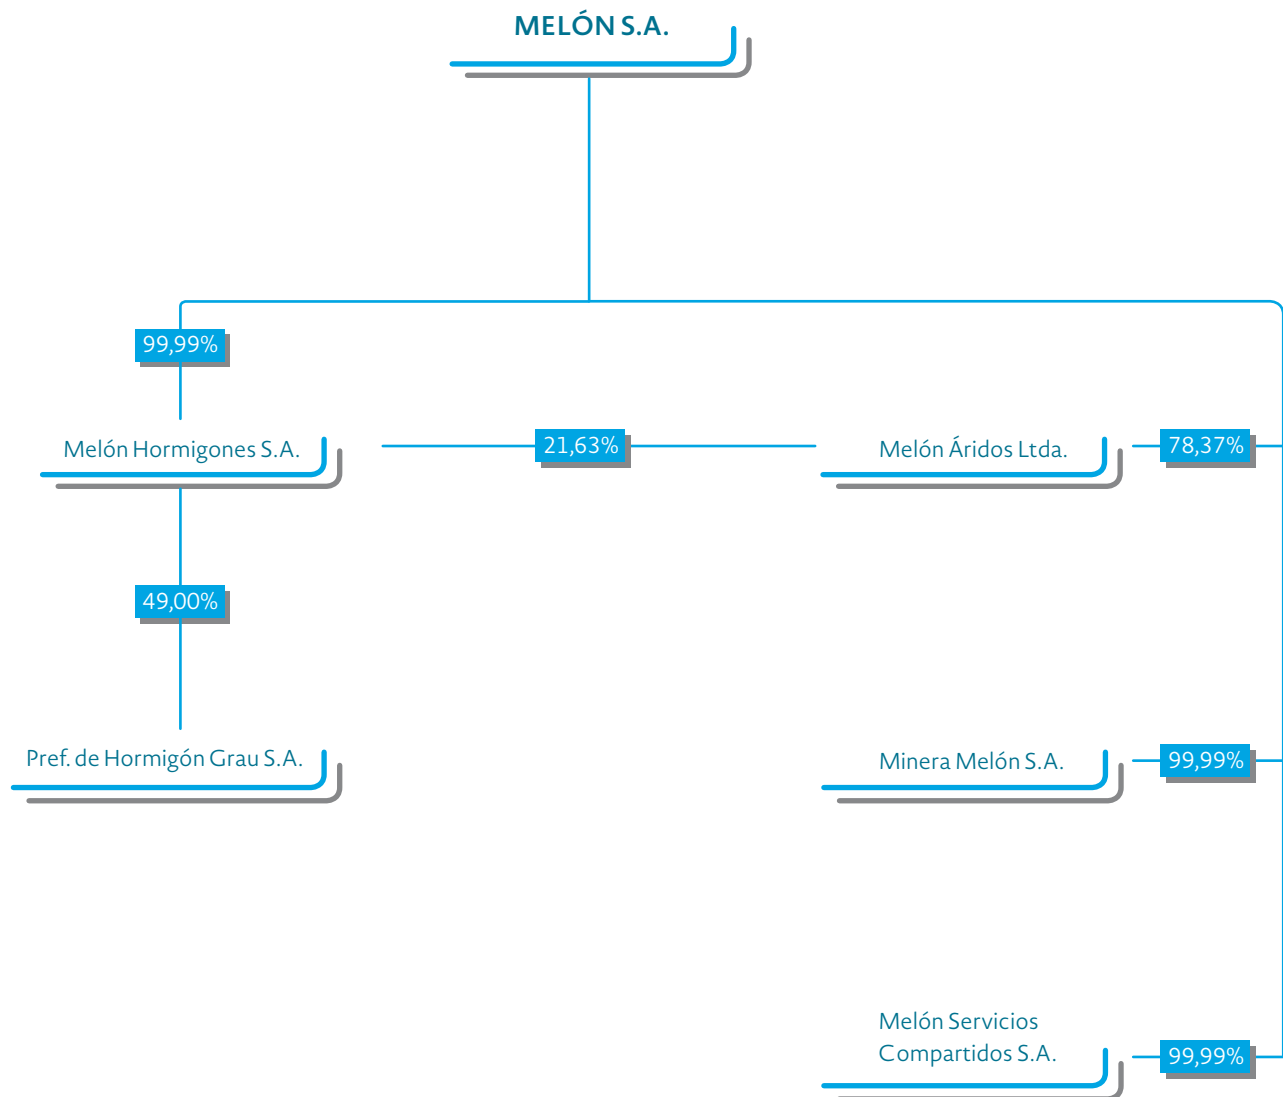 MELÓN S.A.
99,99%
Melón Hormigones S.A.
21,63%
Melón Áridos Ltda.
78,37%
49,00%
Pref. de Hormigón Grau S.A.
Minera Melón S.A.
99,99%
Melón Servicios
Compartidos S.A.
99,99%